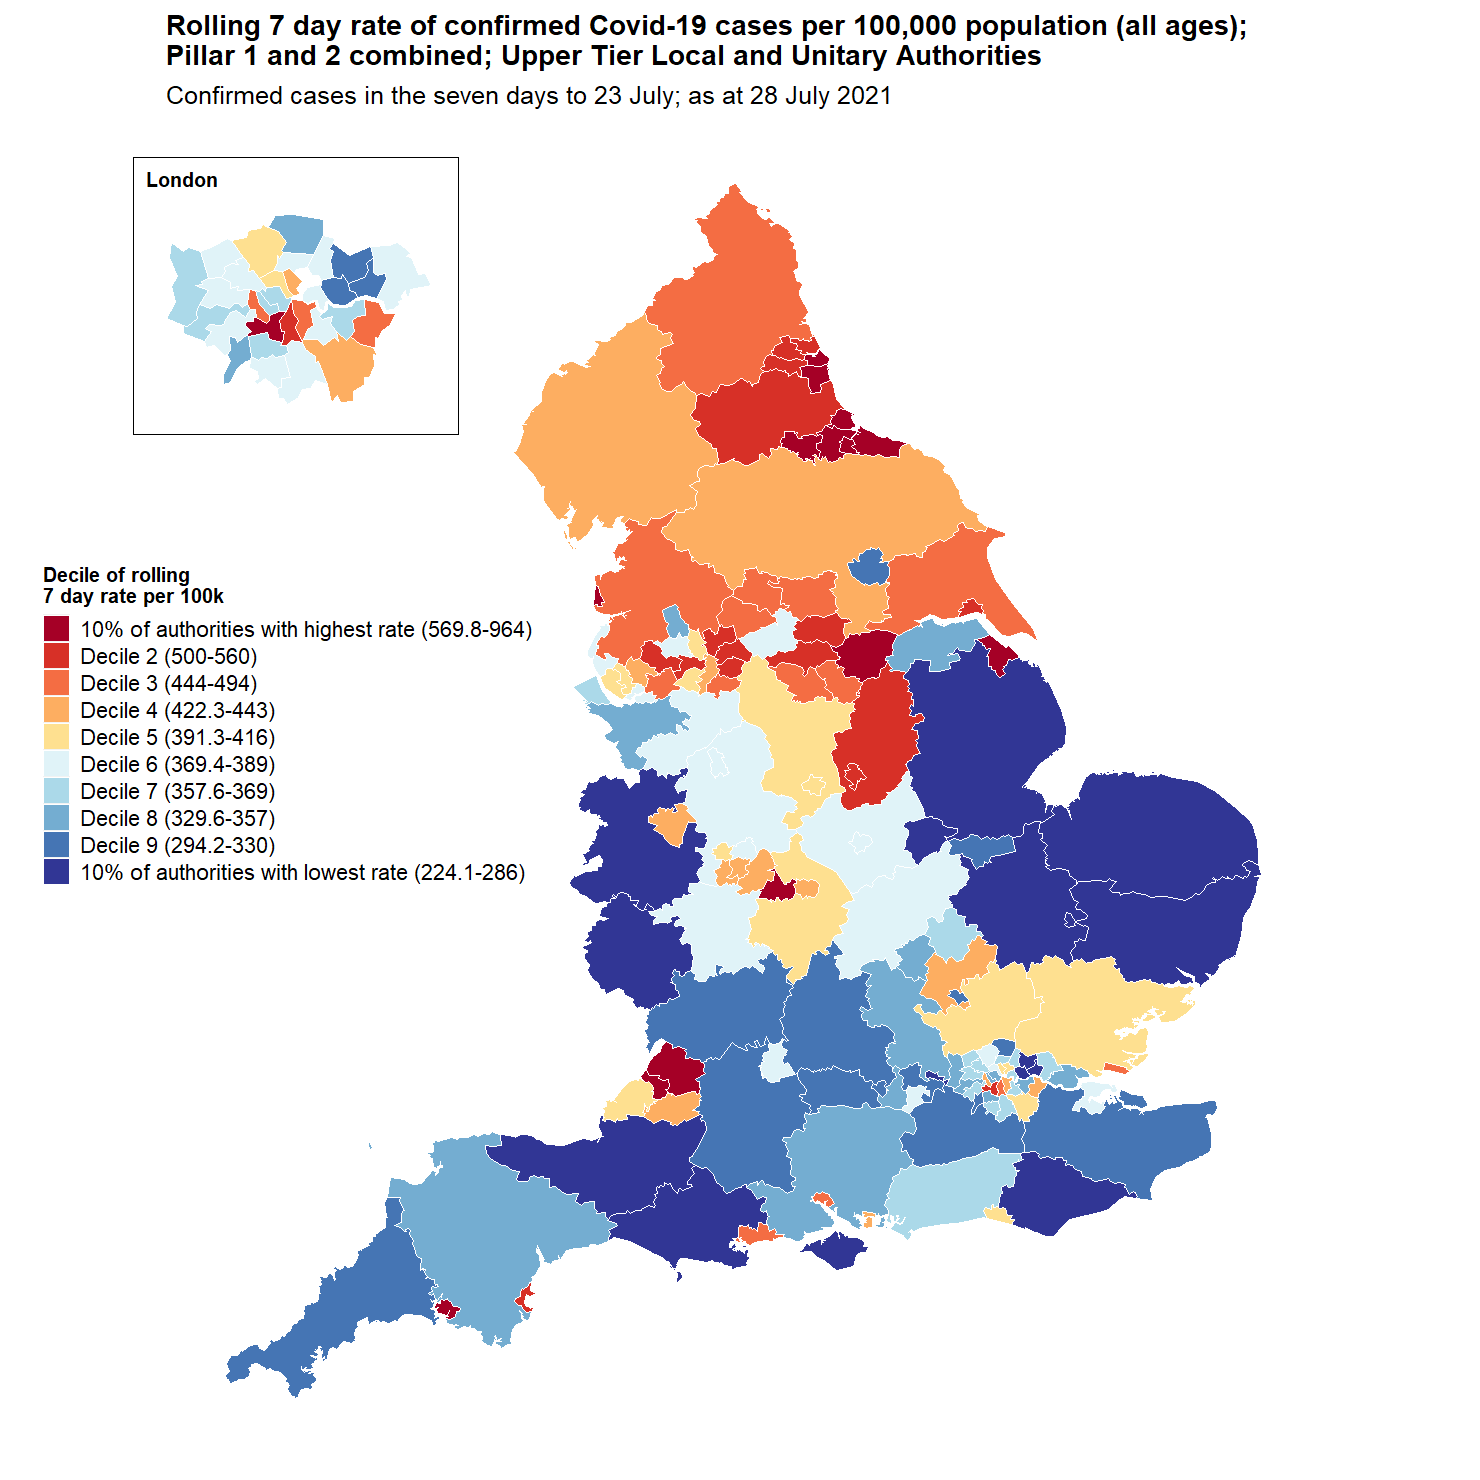 Rolling 7 day rate of confirmed Covid-19 cases per 100,000 population (all ages);
Pillar 1 and 2 combined; Upper Tier Local and Unitary Authorities
Confirmed cases in the seven days to 23 July; as at 28 July 2021
London
Decile of rolling
7 day rate per 100k
10% of authorities with highest rate (569.8-964)
Decile 2 (500-560)
Decile 3 (444-494)
Decile 4 (422.3-443)
Decile 5 (391.3-416)
Decile 6 (369.4-389)
Decile 7 (357.6-369)
Decile 8 (329.6-357)
Decile 9 (294.2-330)
10% of authorities with lowest rate (224.1-286)